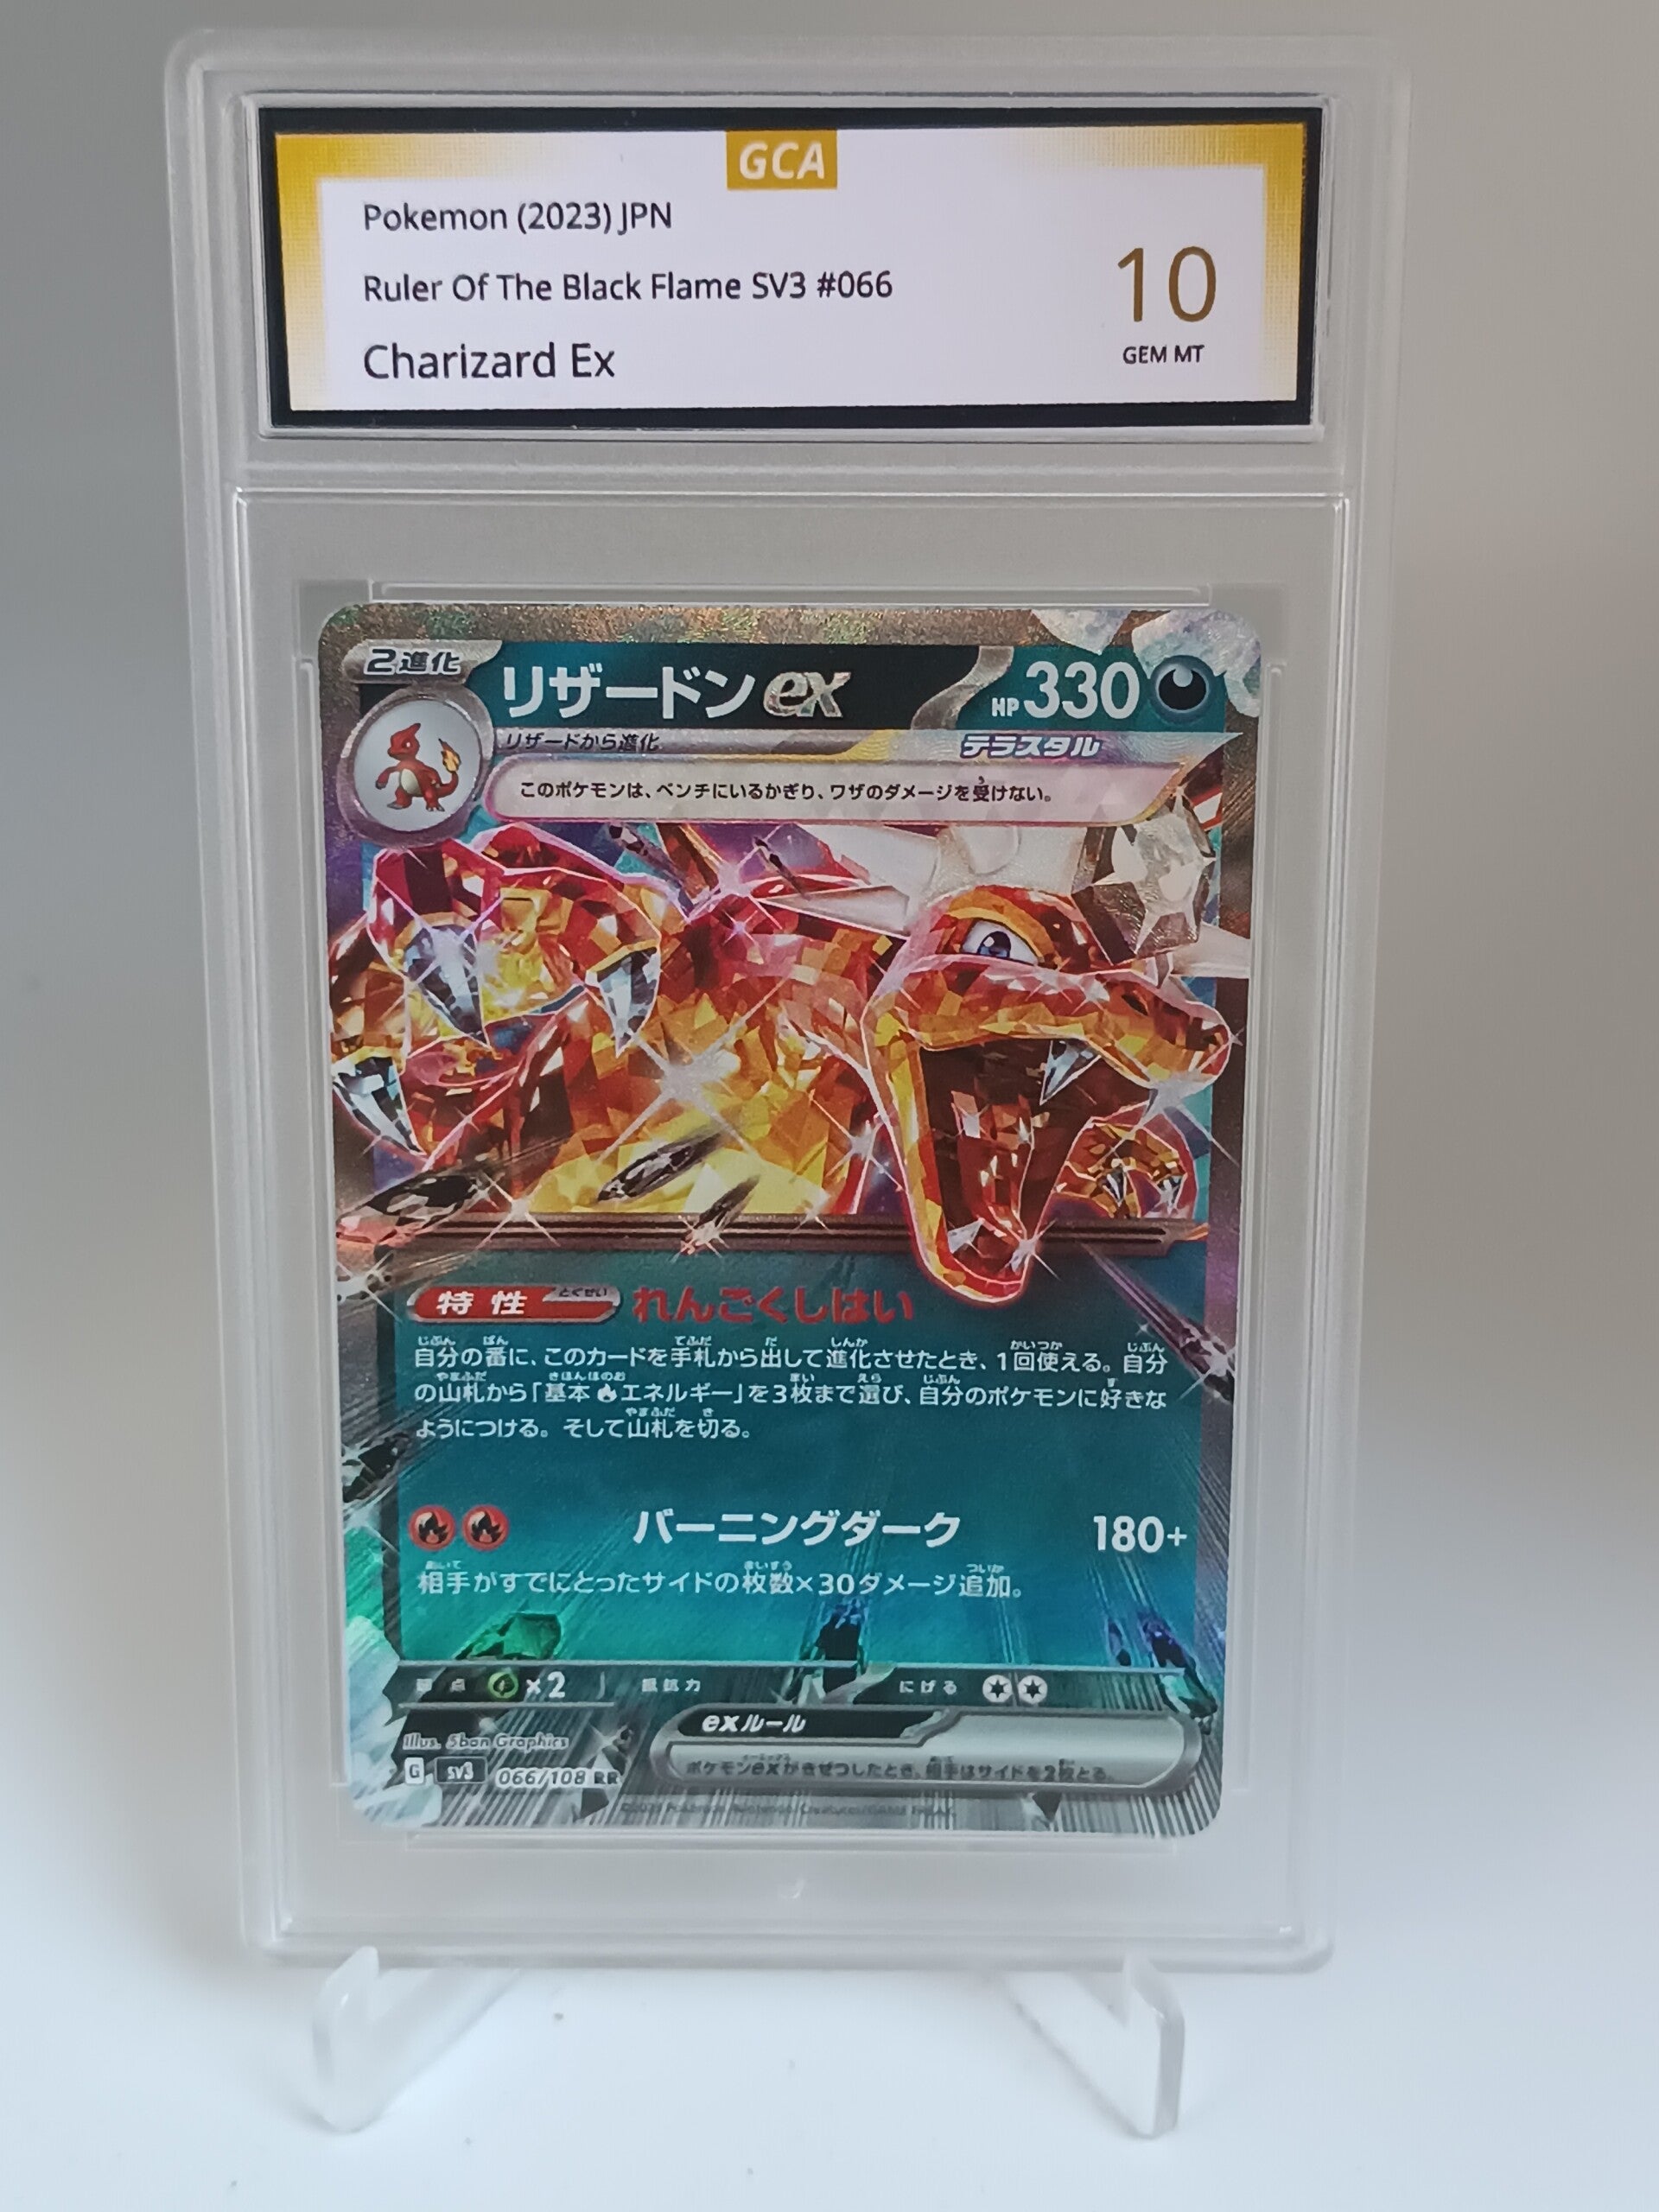 GCA
Pokemon (2023) JPN
Ruler Of The Black Flame SV3 #066
Charizard Ex
10
GEM MT
2進化
リザードンex
HP330
リザードから進化
テラスタル
このポケモンは、ベンチにいるかぎり、ワザのダメージを受けない。
特性 れんごくしはい
自分の番に、このカードを手札から出して進化させたとき、1回使える。自分
の山札から「基本エネルギー」を3枚まで選び、自分のポケモンに好きな
ようにつける。そして山札を切る。
バーニングダーク 180+
相手がすでにとったサイドの枚数×30ダメージ追加。
弱点 ×2 抵抗力 にげる
exルール
ポケモンexがきぜつしたとき、相手はサイドを2枚とる。
Illus. 5ban Graphics
G SV3 066/108 RR